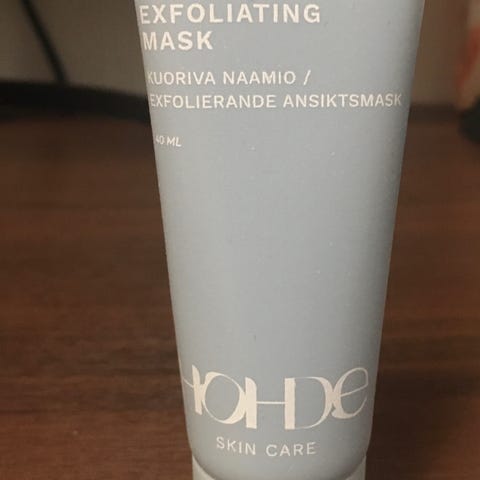 EXFOLIATING
MASK
KUORIVA NAAMIO /
EXFOLIERANDE ANSIKTSMASK
40 ML
HOHDE
SKIN CARE